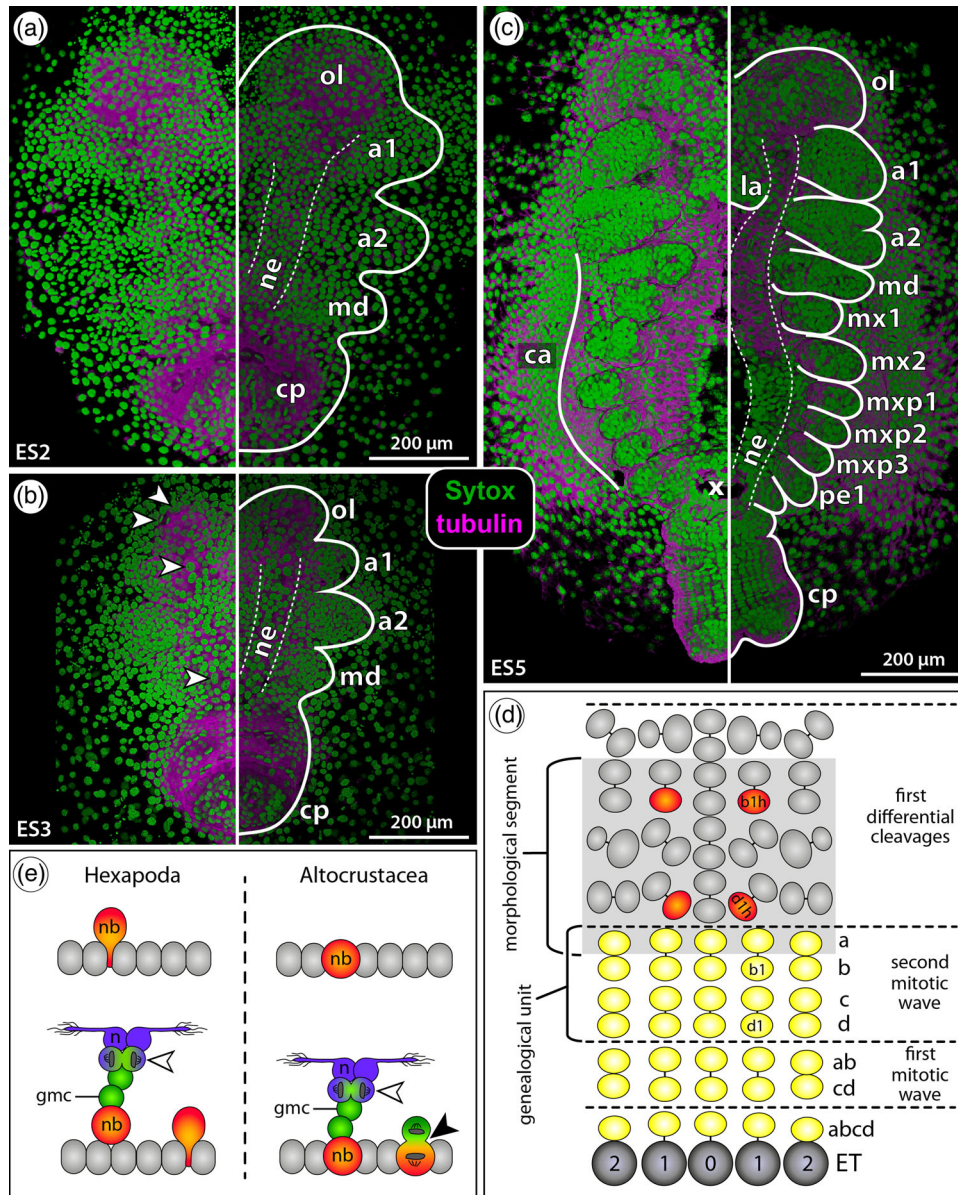 (a)
ol
a1
a2
ne
md
cp
ES2
200 µm
(b)
ol
a1
a2
ne
md
cp
ES3
200 µm
Sytox
tubulin
(c)
ol
a1
la
a2
md
mx1
ca
mx2
mxp1
mxp2
ne
mxp3
x
pe1
cp
ES5
200 µm
(d)
morphological segment
b1h
d1h
first
differential
cleavages
genealogical unit
a
b1
b
c
d1
d
second
mitotic
wave
ab
cd
first
mitotic
wave
abcd
2 1 0 1 2 ET
(e)
Hexapoda
Altocrustacea
nb
nb
n
gmc
nb
n
gmc
nb